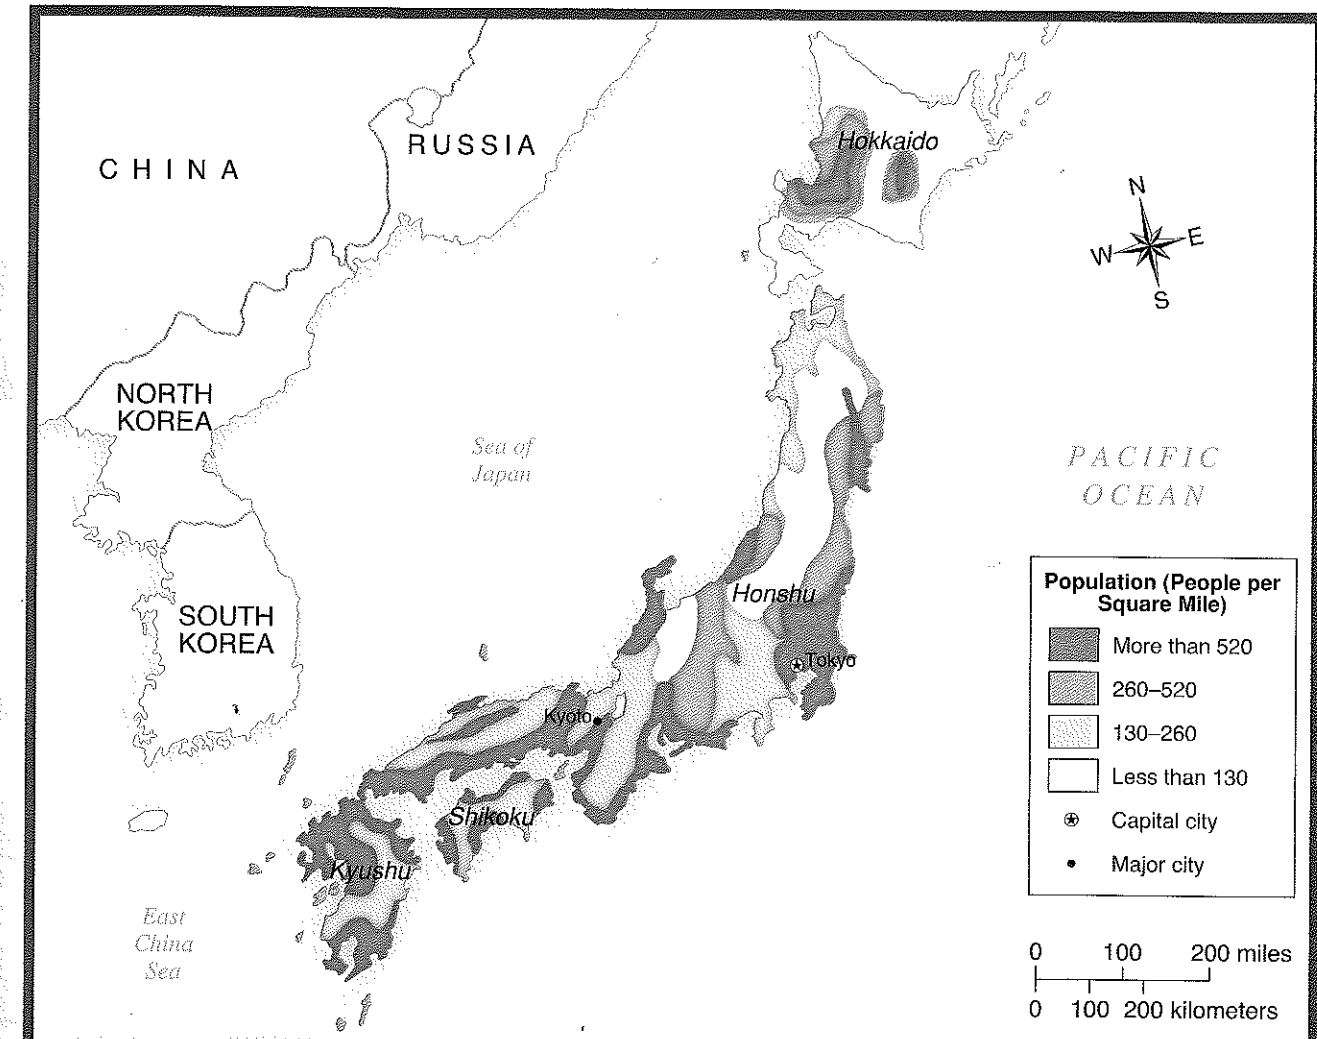 CHINA
RUSSIA
Hokkaido
N
W E
S
NORTH
KOREA
Sea of
Japan
PACIFIC
OCEAN
SOUTH
KOREA
Honshu
Tokyo
Kyoto
Shikoku
Kyushu
East
China
Sea
Population (People per
Square Mile)
More than 520
260–520
130–260
Less than 130
Capital city
Major city
0 100 200 miles
0 100 200 kilometers